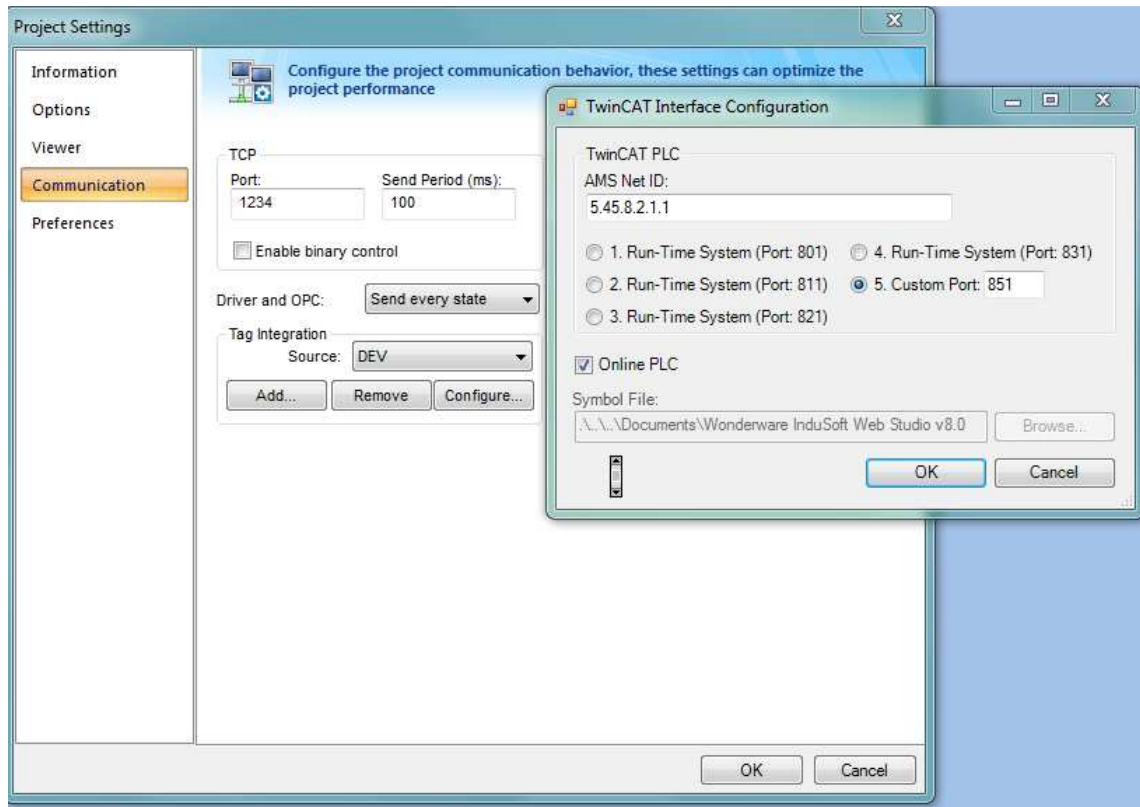 Project Settings
Information
Options
Viewer
Communication
Preferences
Configure the project communication behavior, these settings can optimize the
project performance
TCP
Port:
Send Period (ms):
1234
100
Enable binary control
Driver and OPC:
Send every state
Tag Integration
Source:
DEV
Add...
Remove
Configure...
OK
Cancel
TwinCAT Interface Configuration
TwinCAT PLC
AMS Net ID:
5.45.8.2.1.1
1. Run-Time System (Port: 801)
4. Run-Time System (Port: 831)
2. Run-Time System (Port: 811)
5. Custom Port:
851
3. Run-Time System (Port: 821)
Online PLC
Symbol File:
.\..\..\Documents\Wonderware InduSoft Web Studio v8.0
Browse...
OK
Cancel